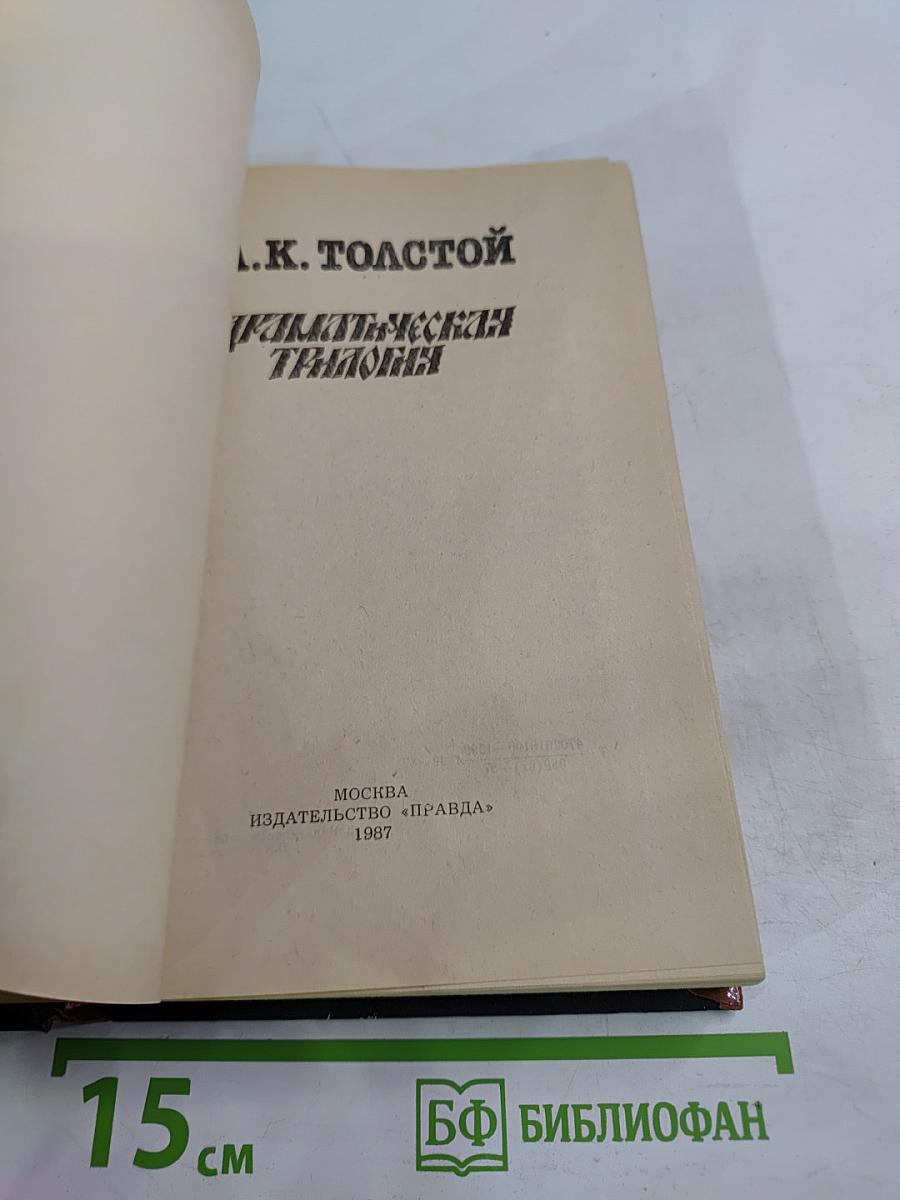 А.К. ТОЛСТОЙ
ДРАМАТИЧЕСКАЯ
ТРИЛОГИЯ
МОСКВА
ИЗДАТЕЛЬСТВО «ПРАВДА»
1987
15 см
БФ БИБЛИОФАН